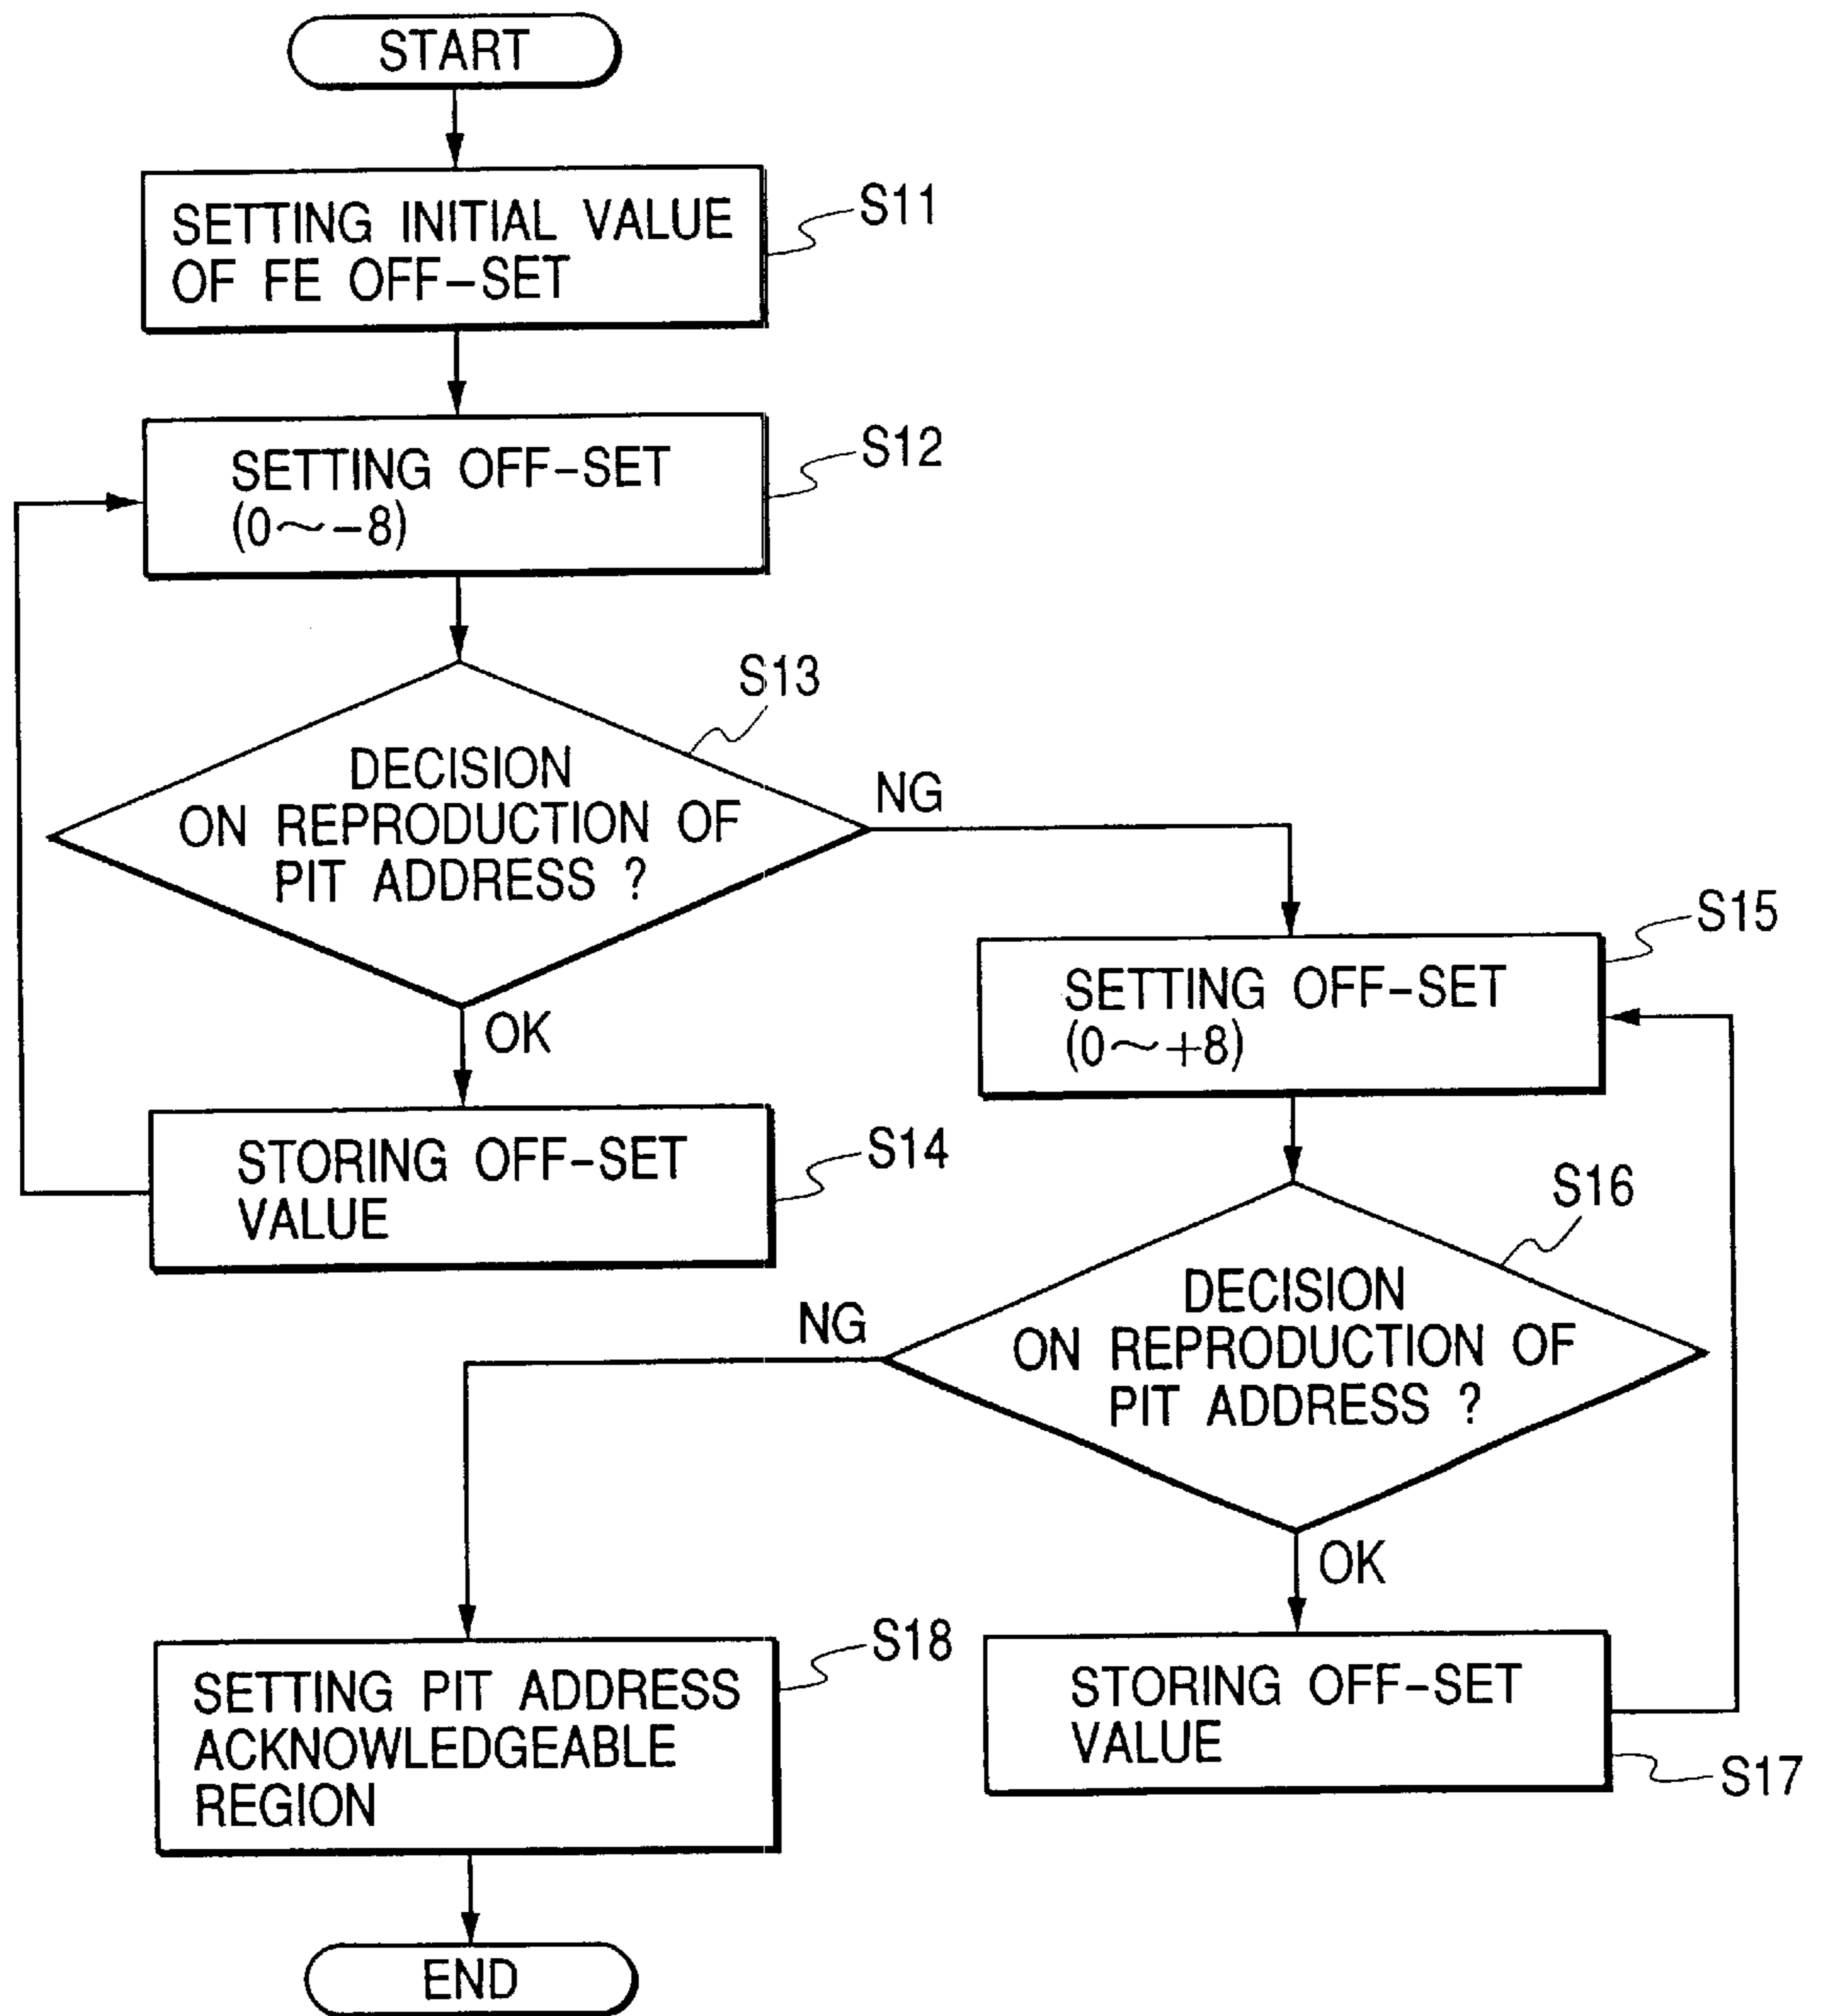 START
SETTING INITIAL VALUE
OF FE OFF-SET
S11
SETTING OFF-SET
(0～-8)
S12
S13
DECISION
ON REPRODUCTION OF
PIT ADDRESS ?
NG
OK
STORING OFF-SET
VALUE
S14
S15
SETTING OFF-SET
(0～+8)
S16
DECISION
ON REPRODUCTION OF
PIT ADDRESS ?
NG
OK
STORING OFF-SET
VALUE
S17
SETTING PIT ADDRESS
ACKNOWLEDGEABLE
REGION
S18
END